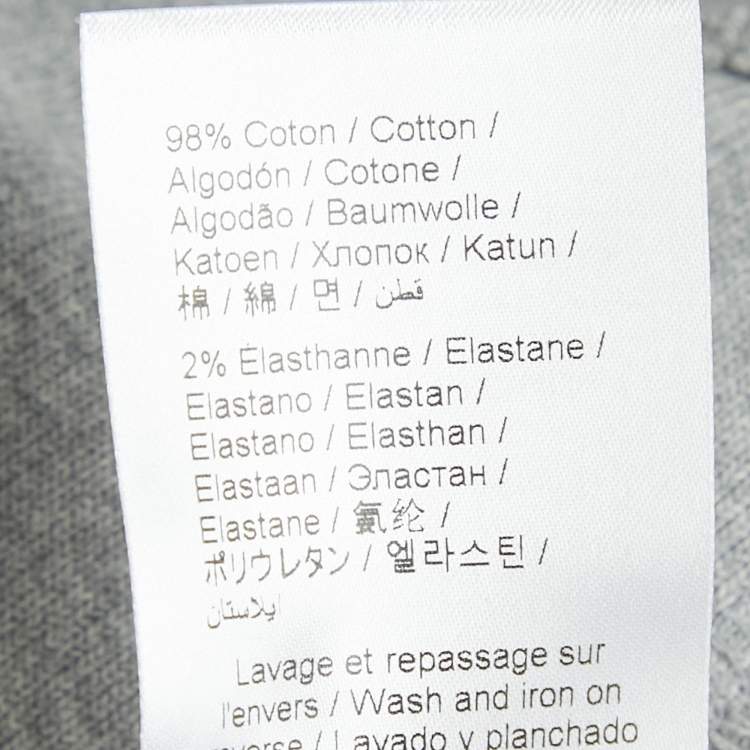 98% Coton / Cotton /
Algodón / Cotone /
Algodão / Baumwolle /
Katoen / Хлопок / Katun /
棉 / 綿 / 면 / قطن
2% Élasthanne / Elastane /
Elastano / Elastan /
Elastano / Elasthan /
Elastaan / Эластан /
Elastane / 氨纶 /
ポリウレタン / 엘라스틴 /
ايلاستان
Lavage et repassage sur
l'envers / Wash and iron on
/ Lavado y planchado